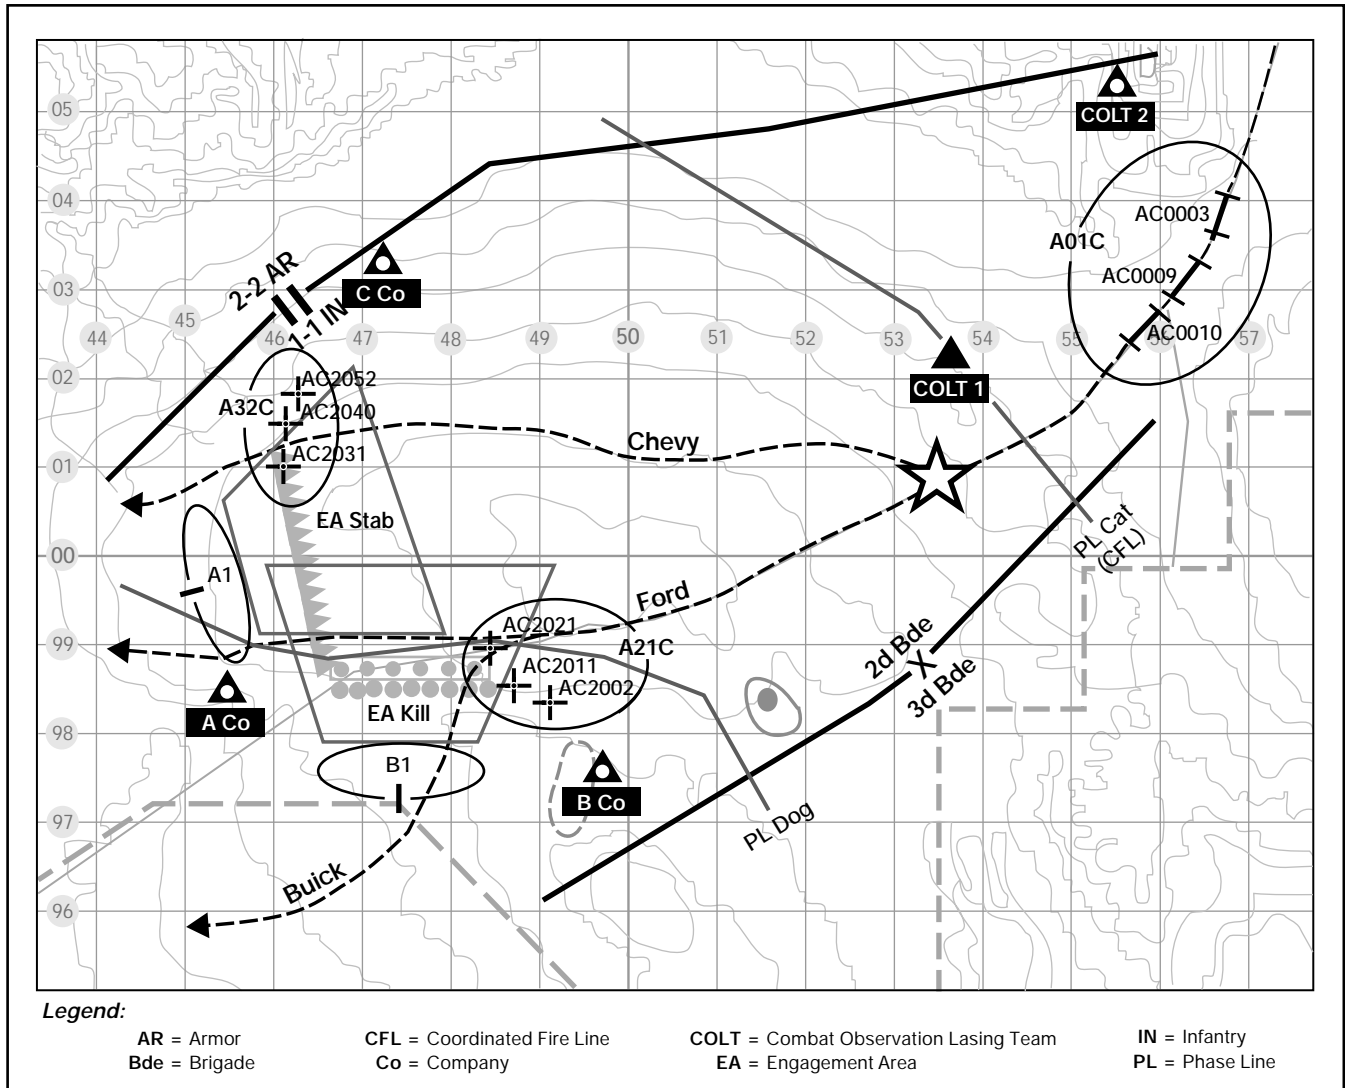 05
COLT 2
04
AC0003
A01C
2-2 AR
C Co
AC0009
03
1-1 IN
AC0010
44
45
46
47
48
49
50
51
52
53
54
55
56
57
02
COLT 1
AC2052
A32C
AC2040
AC2031
Chevy
01
EA Stab
PL Cat
(CFL)
00
A1
Ford
AC2021
A21C
99
AC2011
AC2002
2d Bde
3d Bde
A Co
EA Kill
98
B1
B Co
97
PL Dog
Buick
96
Legend:
AR = Armor
CFL = Coordinated Fire Line
COLT = Combat Observation Lasing Team
IN = Infantry
Bde = Brigade
Co = Company
EA = Engagement Area
PL = Phase Line